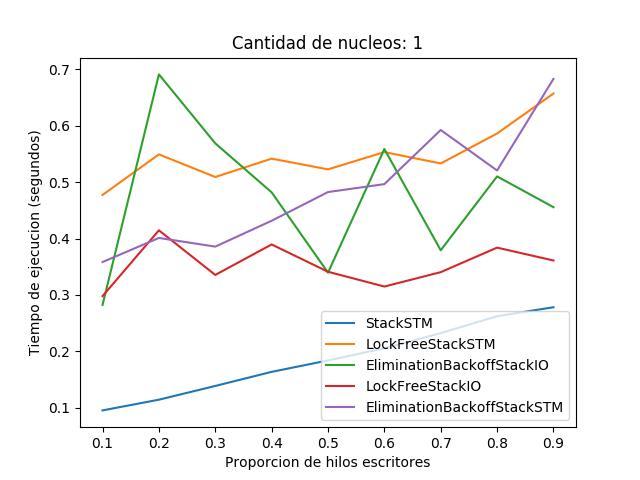 Cantidad de nucleos: 1
Tiempo de ejecucion (segundos)
0.7
0.6
0.5
0.4
0.3
0.2
0.1
StackSTM
LockFreeStackSTM
EliminationBackoffStackIO
LockFreeStackIO
EliminationBackoffStackSTM
0.1 0.2 0.3 0.4 0.5 0.6 0.7 0.8 0.9
Proporcion de hilos escritores